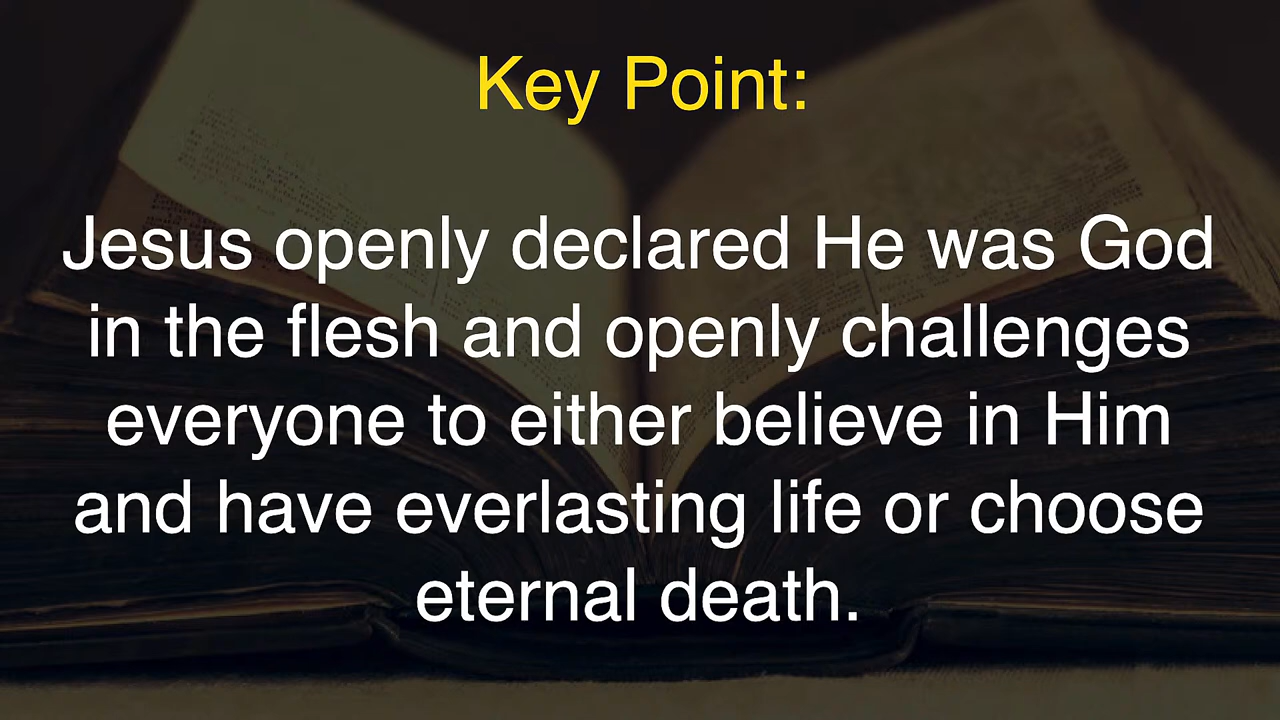 Key Point:
Jesus openly declared He was God
in the flesh and openly challenges
everyone to either believe in Him
and have everlasting life or choose
eternal death.